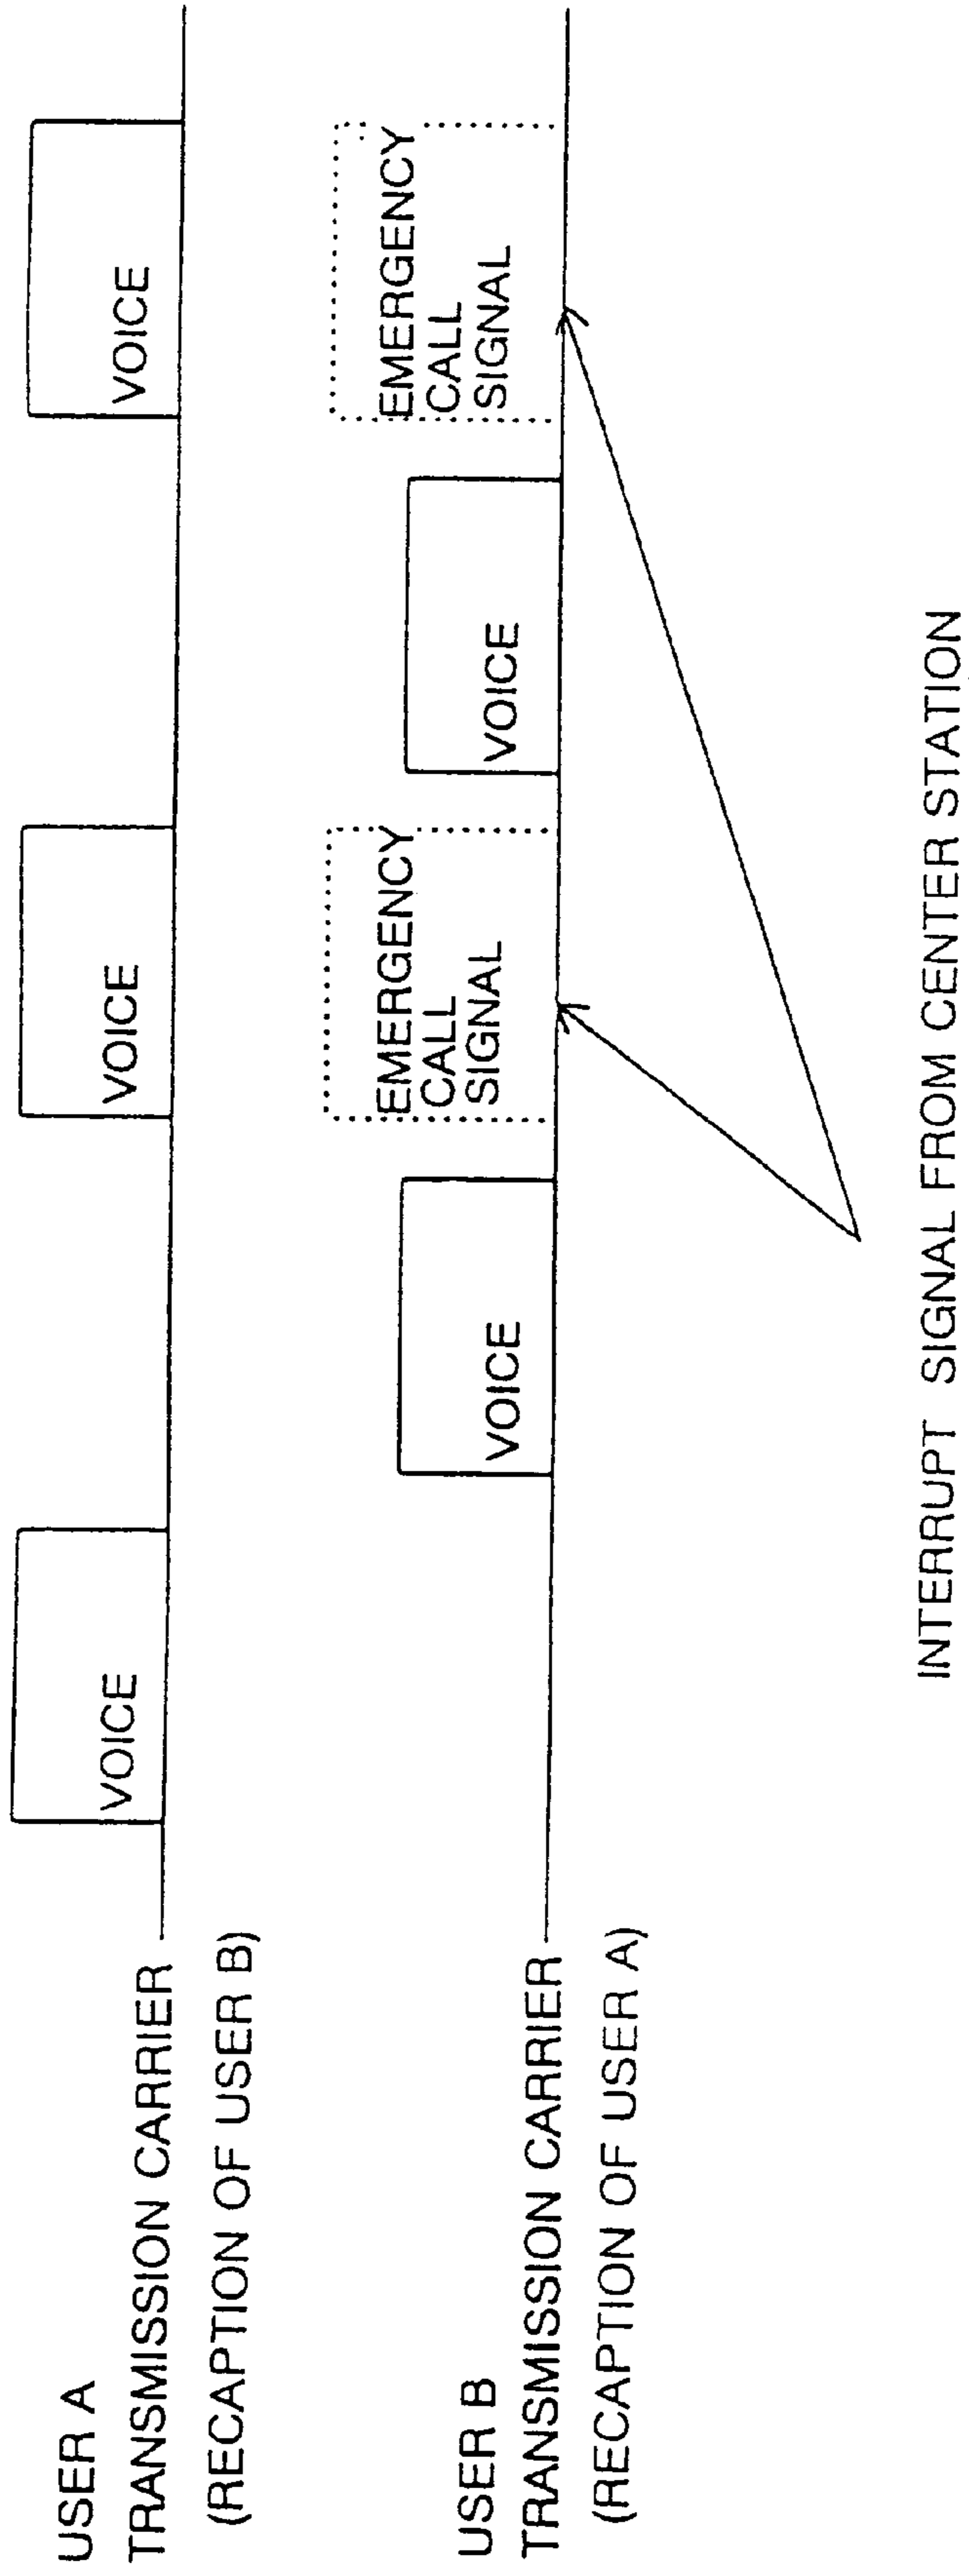 USER A
TRANSMISSION CARRIER
(RECAPTION OF USER B)
VOICE
VOICE
VOICE
USER B
TRANSMISSION CARRIER
(RECAPTION OF USER A)
VOICE
EMERGENCY
CALL
SIGNAL
VOICE
EMERGENCY
CALL
SIGNAL
INTERRUPT SIGNAL FROM CENTER STATION